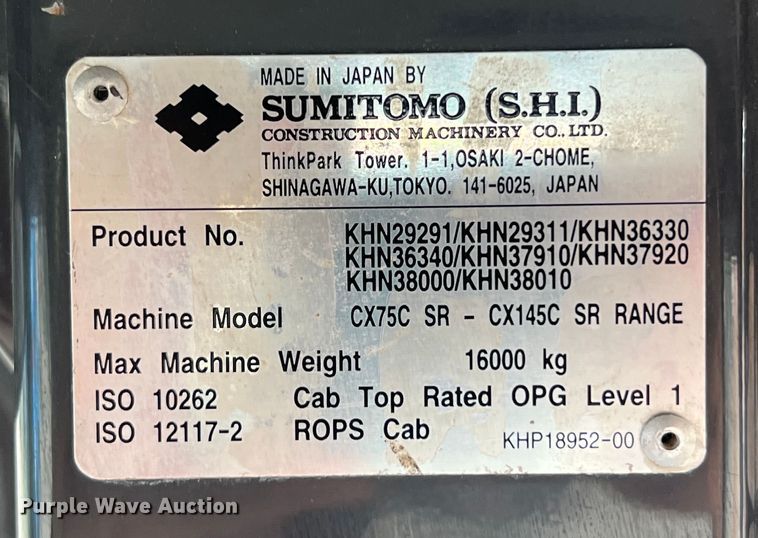 MADE IN JAPAN BY
SUMITOMO (S.H.I.)
CONSTRUCTION MACHINERY CO., LTD.
ThinkPark Tower. 1-1,OSAKI 2-CHOME,
SHINAGAWA-KU,TOKYO. 141-6025, JAPAN
Product No. KHN29291/KHN29311/KHN36330
KHN36340/KHN37910/KHN37920
KHN38000/KHN38010
Machine Model CX75C SR - CX145C SR RANGE
Max Machine Weight 16000 kg
ISO 10262 Cab Top Rated OPG Level 1
ISO 12117-2 ROPS Cab KHP18952-00
Purple Wave Auction